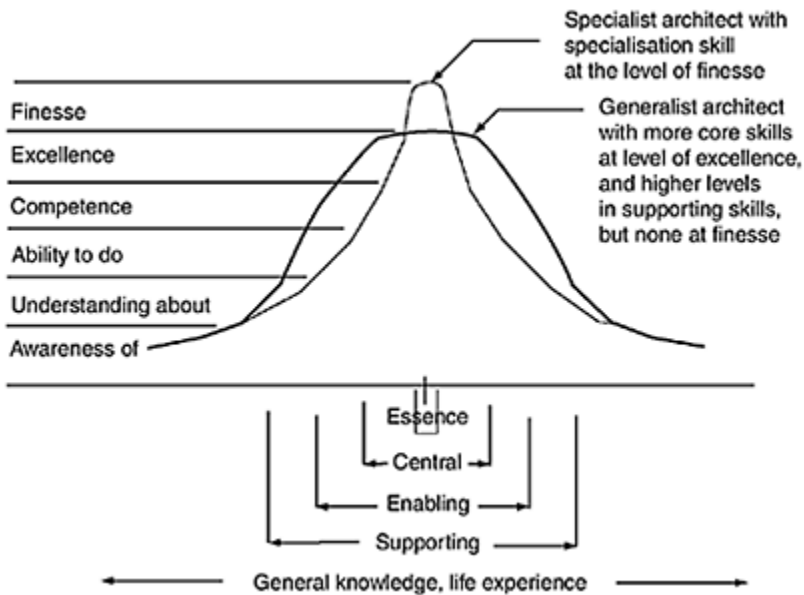 Specialist architect with
specialisation skill
at the level of finesse
Finesse
Generalist architect
with more core skills
at level of excellence,
and higher levels
in supporting skills,
but none at finesse
Excellence
Competence
Ability to do
Understanding about
Awareness of
Essence
Central
Enabling
Supporting
General knowledge, life experience